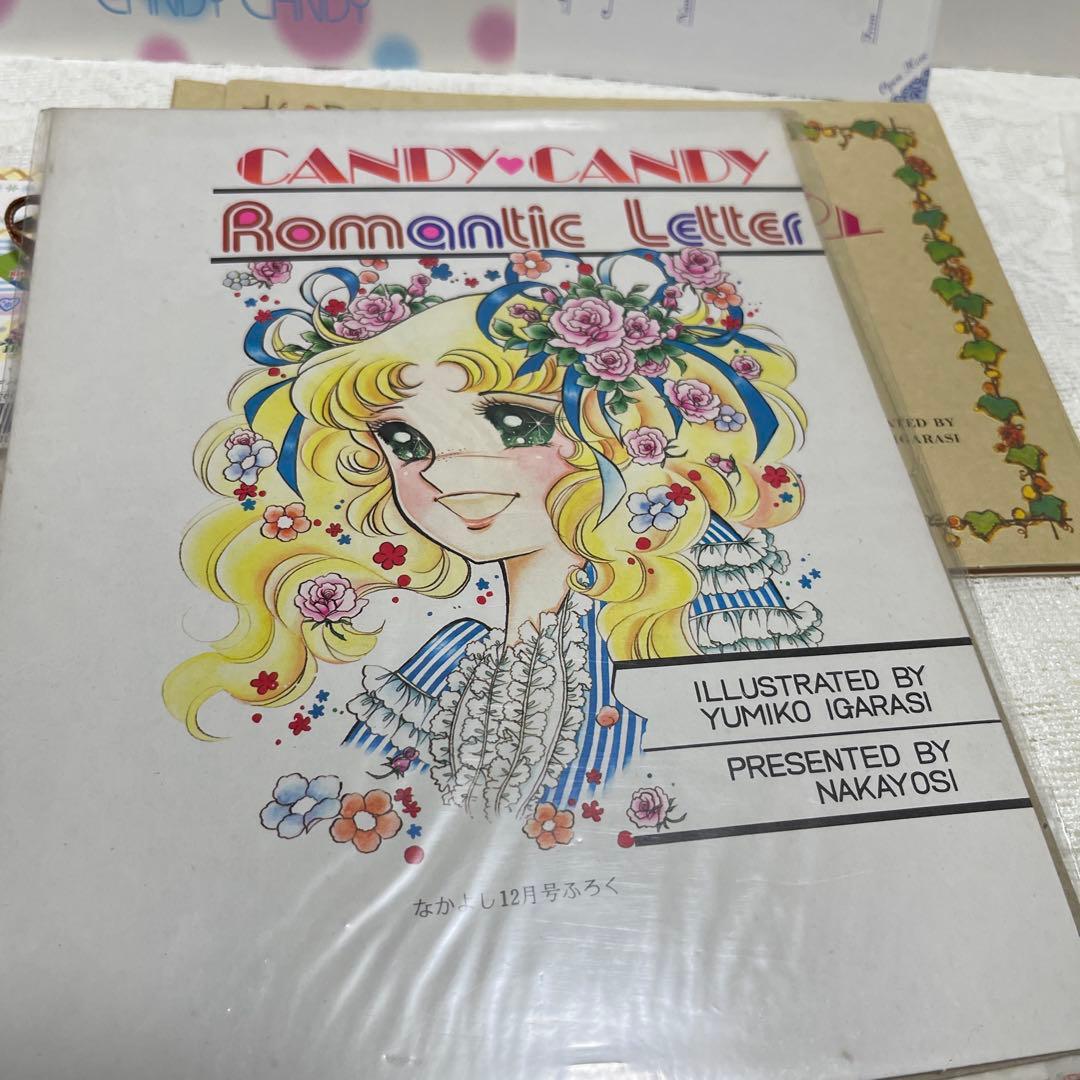 CANDY CANDY
CANDY♥CANDY
Romantic Letter
ILLUSTRATED BY
YUMIKO IGARASI
PRESENTED BY
NAKAYOSI
なかよし12月号ふろく
BY